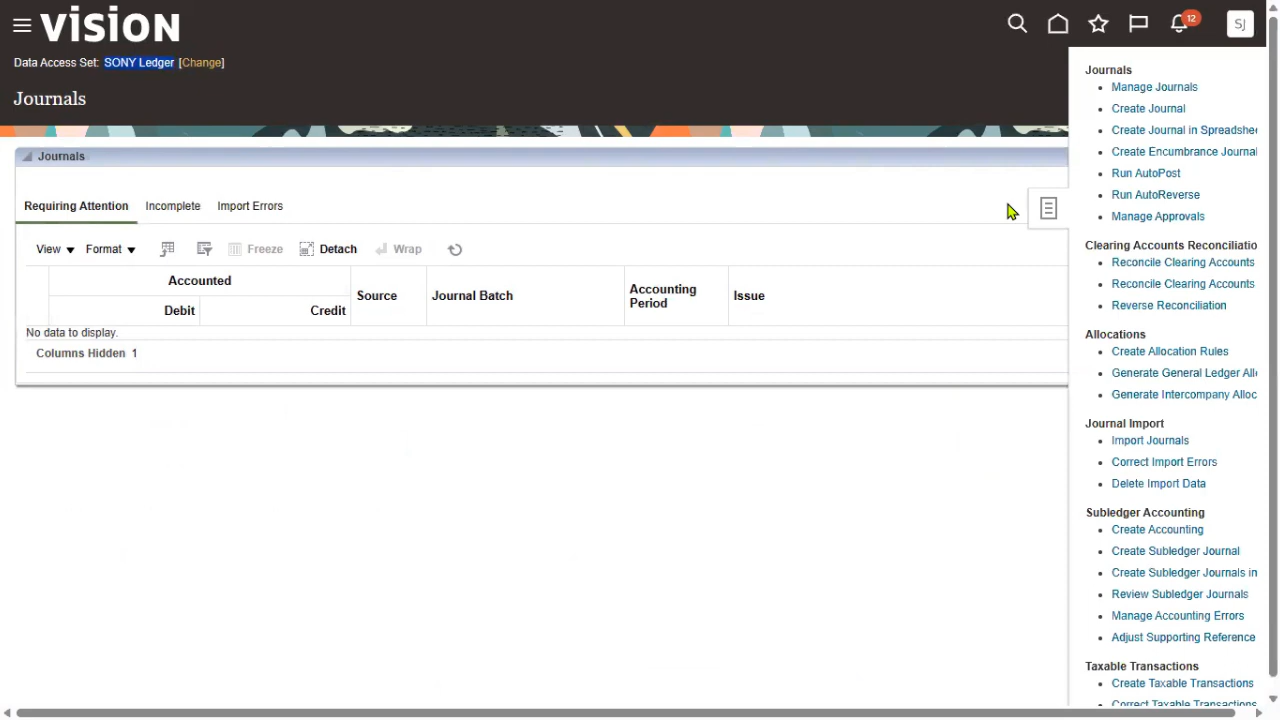 vision
12
SJ
Data Access Set: SONY Ledger [Change]
Journals
Journals
Requiring Attention Incomplete Import Errors
View Format Freeze Detach Wrap
Accounted Source Journal Batch Accounting Period Issue
Debit Credit
No data to display.
Columns Hidden 1
Journals
Manage Journals
Create Journal
Create Journal in Spreadshee
Create Encumbrance Journal
Run AutoPost
Run AutoReverse
Manage Approvals
Clearing Accounts Reconciliatio
Reconcile Clearing Accounts
Reconcile Clearing Accounts
Reverse Reconciliation
Allocations
Create Allocation Rules
Generate General Ledger All
Generate Intercompany Alloc
Journal Import
Import Journals
Correct Import Errors
Delete Import Data
Subledger Accounting
Create Accounting
Create Subledger Journal
Create Subledger Journals in
Review Subledger Journals
Manage Accounting Errors
Adjust Supporting Reference
Taxable Transactions
Create Taxable Transactions
Correct Taxable Transactions